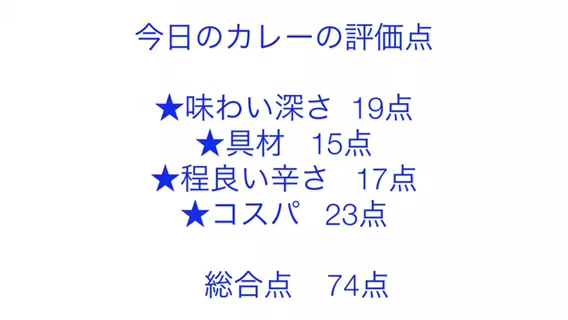 今日のカレーの評価点
★味わい深さ 19点
★具材 15点
★程良い辛さ 17点
★コスパ 23点
総合点 74点